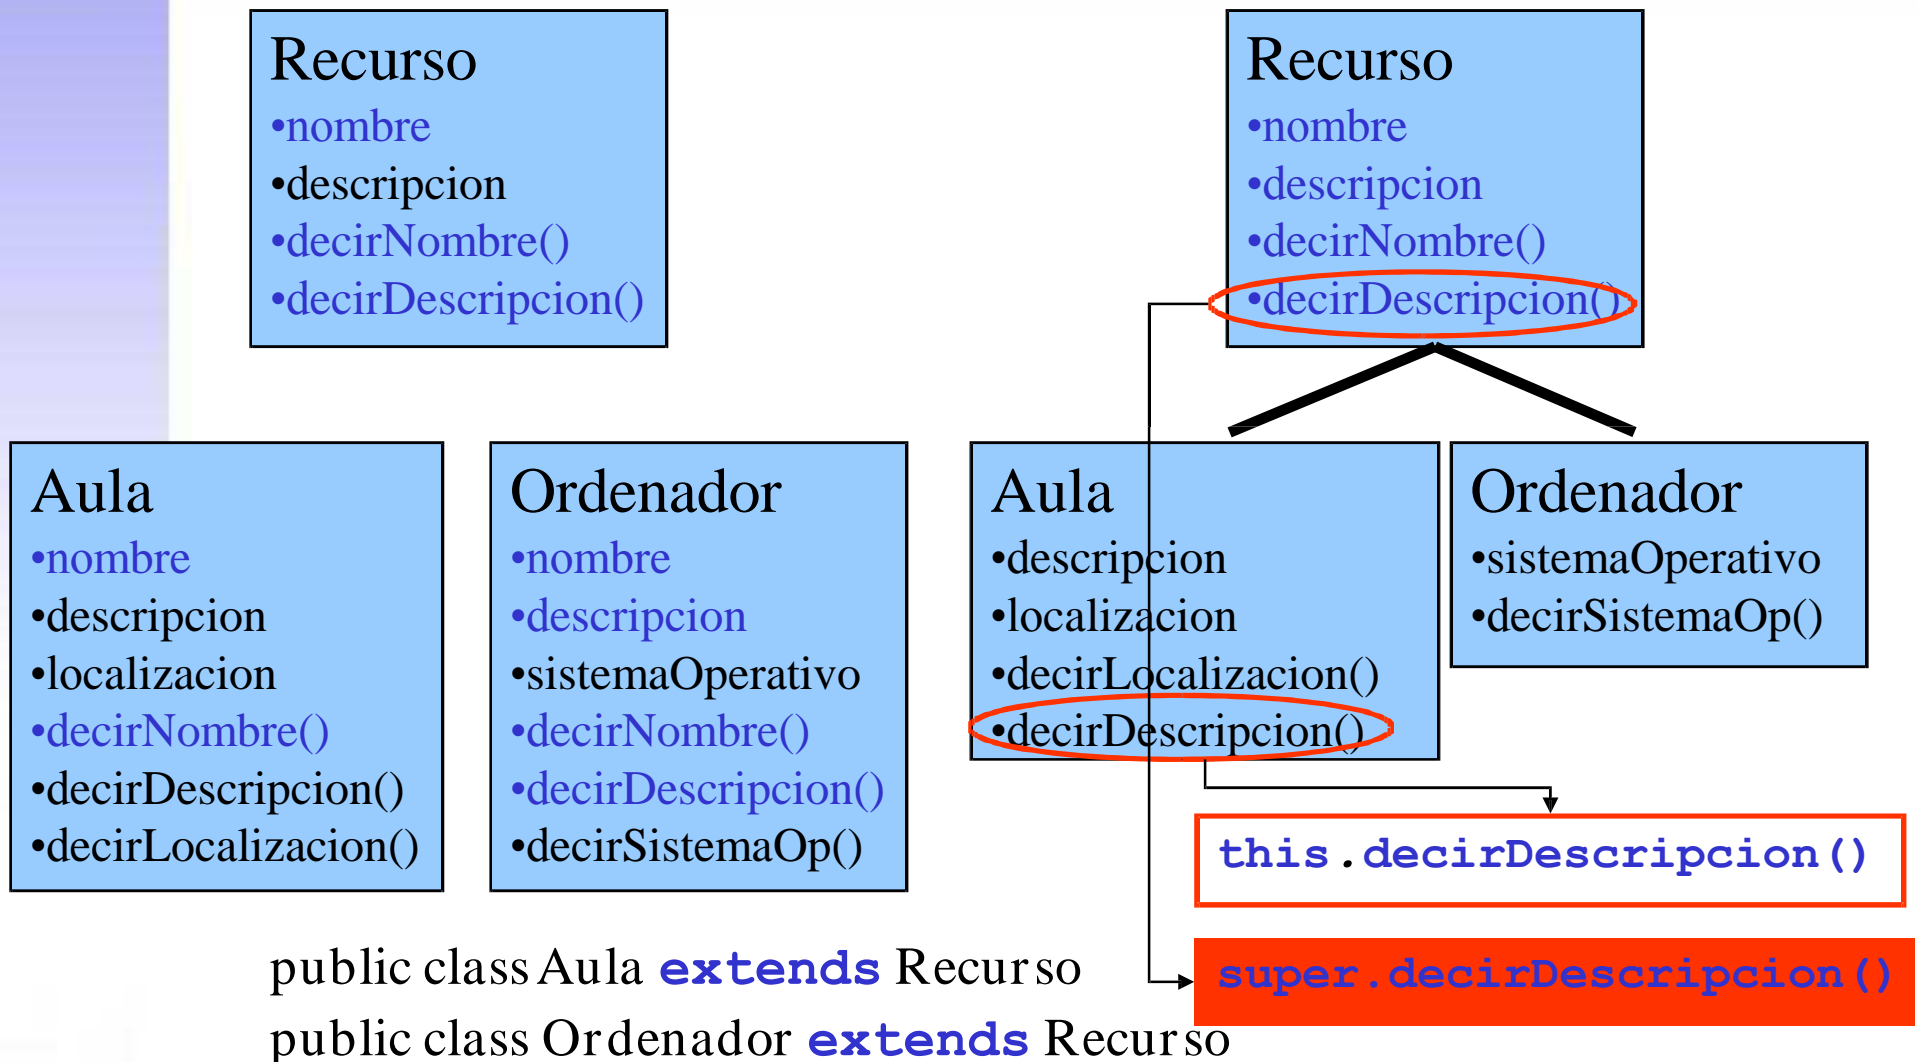 Recurso
•nombre
•descripcion
•decirNombre()
•decirDescripcion()
Recurso
•nombre
•descripcion
•decirNombre()
•decirDescripcion()
Aula
•nombre
•descripcion
•localizacion
•decirNombre()
•decirDescripcion()
•decirLocalizacion()
Ordenador
•nombre
•descripcion
•sistemaOperativo
•decirNombre()
•decirDescripcion()
•decirSistemaOp()
Aula
•descripcion
•localizacion
•decirLocalizacion()
•decirDescripcion()
Ordenador
•sistemaOperativo
•decirSistemaOp()
this.decirDescripcion()
super.decirDescripcion()
public class Aula extends Recurso
public class Ordenador extends Recurso